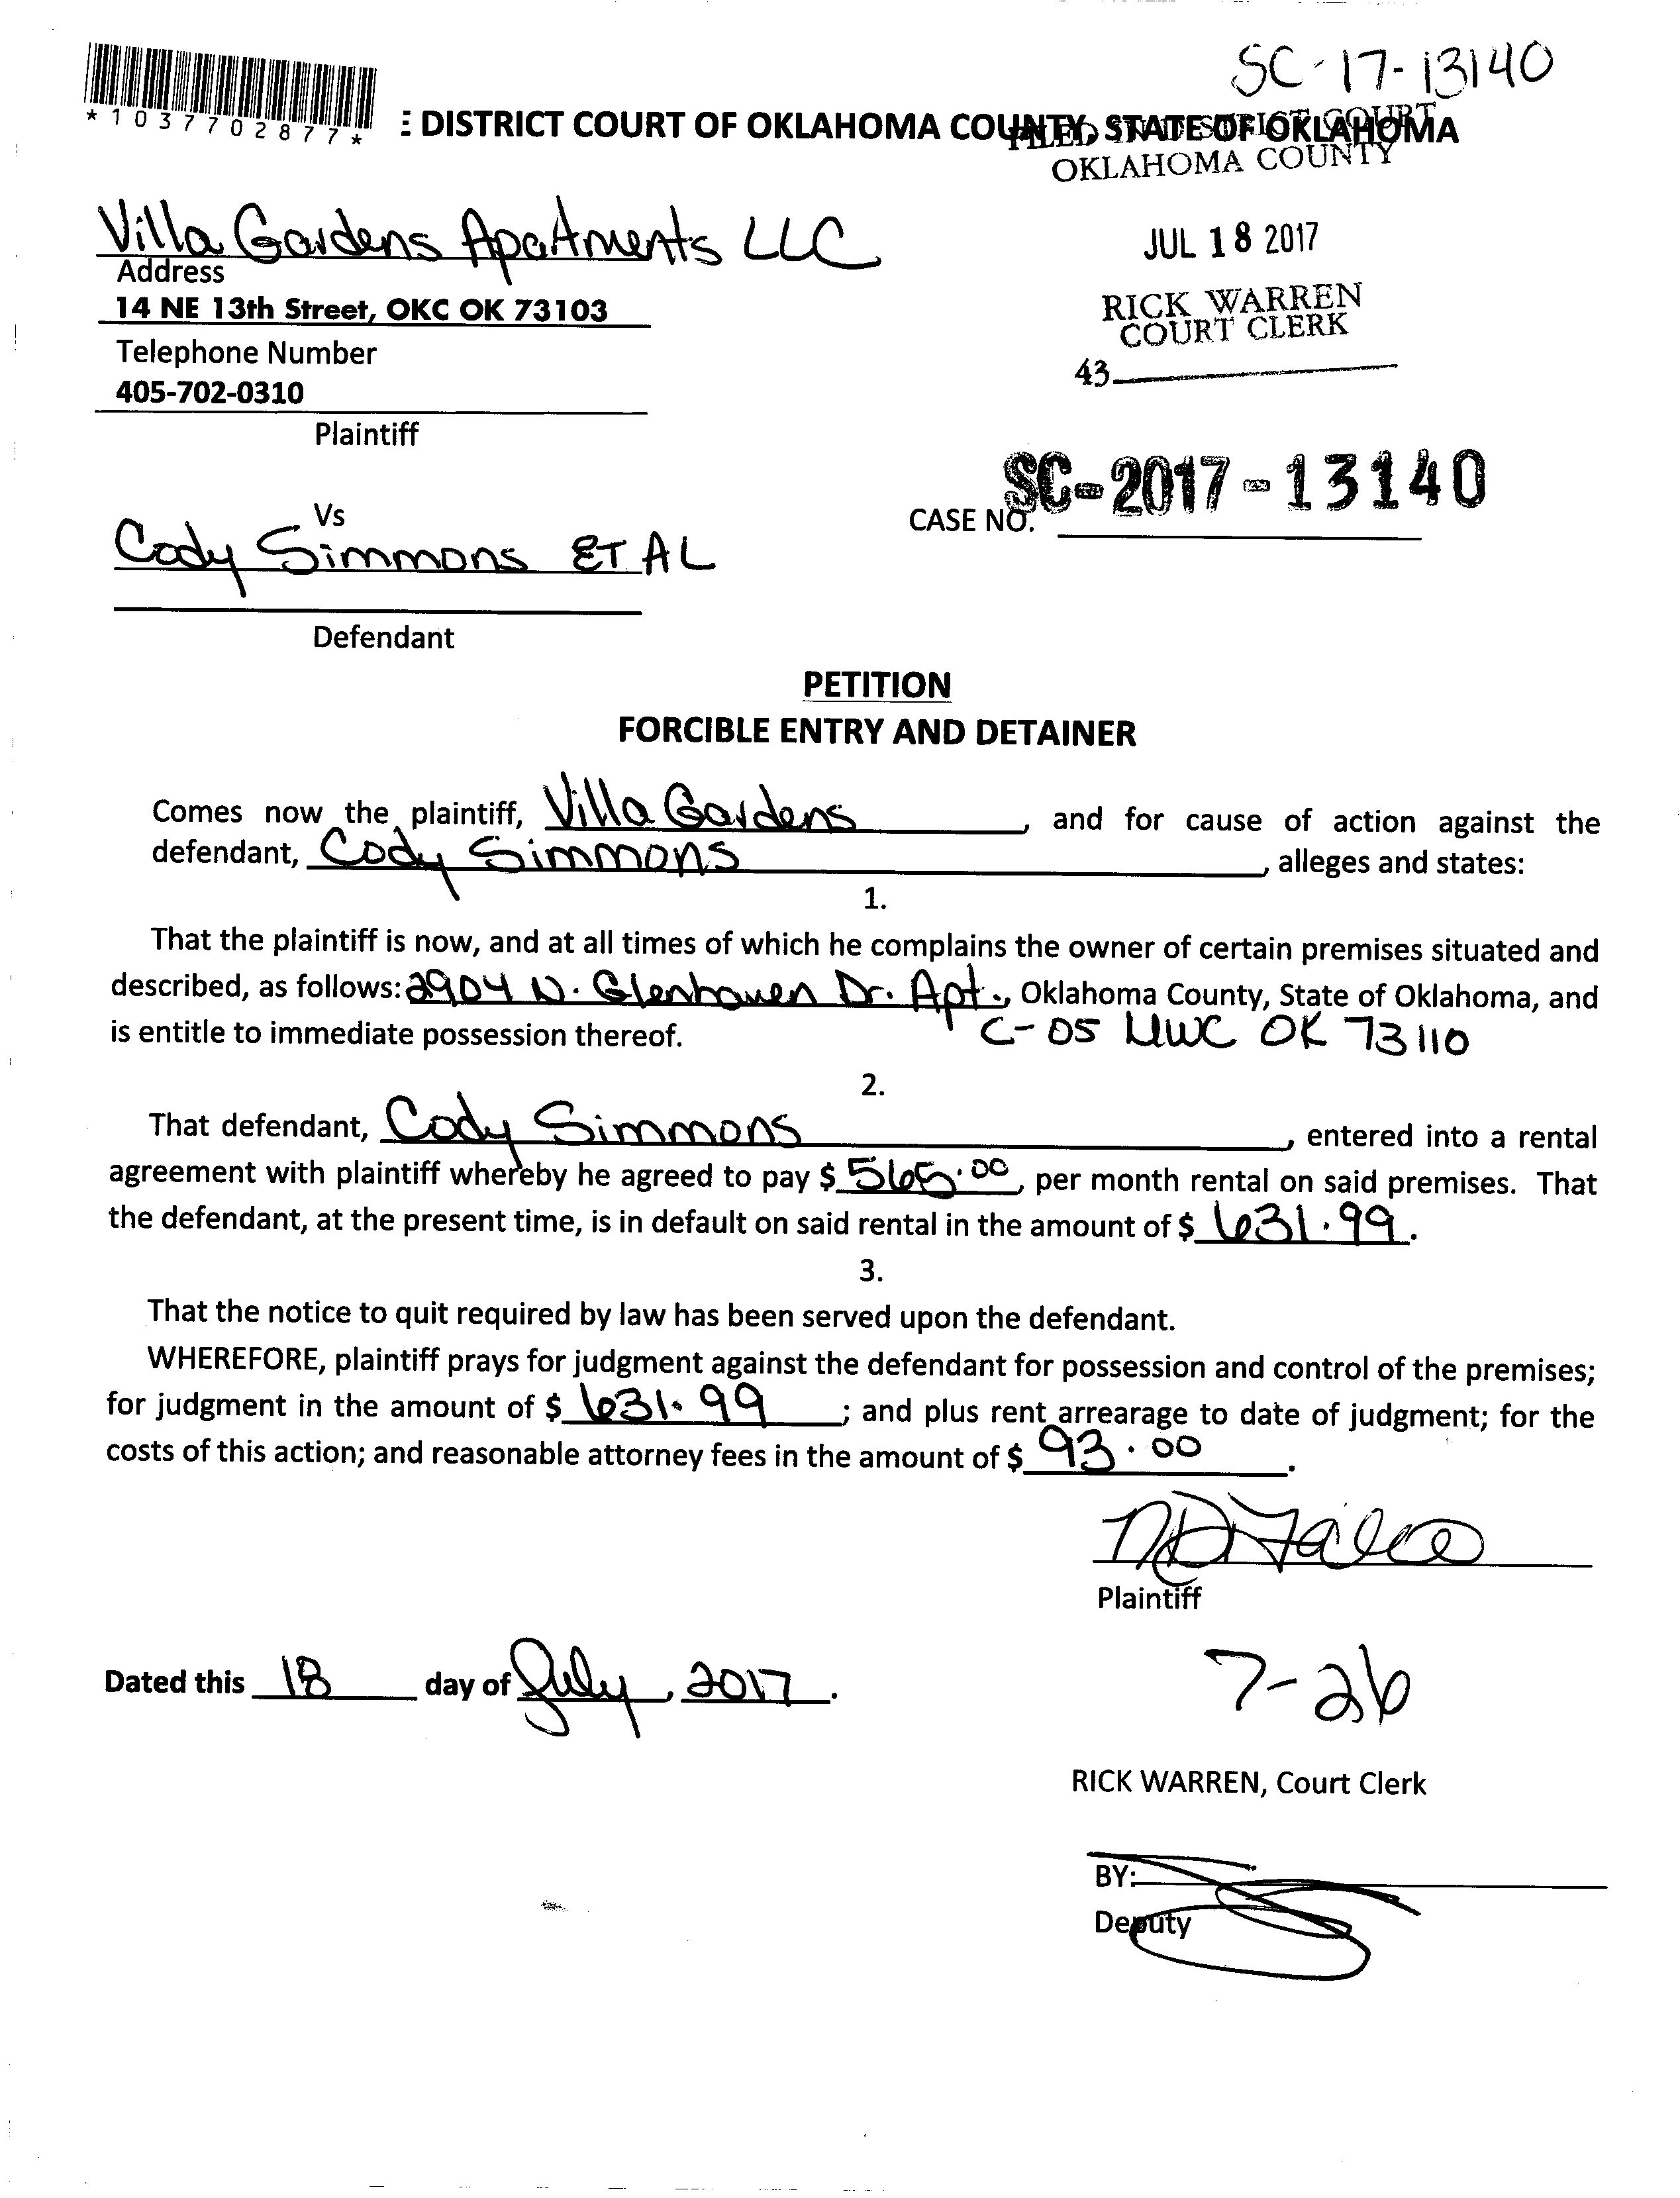 SC-17-13140
*1037702877*
E DISTRICT COURT OF OKLAHOMA COUNTY, STATE OF OKLAHOMA
FILED IN DISTRICT COURT
OKLAHOMA COUNTY
Villa Gardens Apartments LLC
JUL 18 2017
Address
14 NE 13th Street, OKC OK 73103
RICK WARREN
COURT CLERK
Telephone Number
43
405-702-0310
Plaintiff
SC-2017-13140
Vs
CASE NO.
Cody Simmons ET AL
Defendant
PETITION
FORCIBLE ENTRY AND DETAINER
Comes now the plaintiff, Villa Gardens, and for cause of action against the
defendant, Cody Simmons, alleges and states:
1.
That the plaintiff is now, and at all times of which he complains the owner of certain premises situated and
described, as follows: 2904 N. Glenhaven Dr. Apt., Oklahoma County, State of Oklahoma, and
is entitle to immediate possession thereof. C-05 MWC OK 73110
2.
That defendant, Cody Simmons, entered into a rental
agreement with plaintiff whereby he agreed to pay $ 565.00, per month rental on said premises. That
the defendant, at the present time, is in default on said rental in the amount of $ 631.99.
3.
That the notice to quit required by law has been served upon the defendant.
WHEREFORE, plaintiff prays for judgment against the defendant for possession and control of the premises;
for judgment in the amount of $ 631.99; and plus rent arrearage to date of judgment; for the
costs of this action; and reasonable attorney fees in the amount of $ 93.00.
Plaintiff
Dated this 18 day of July, 2017.
7-26
RICK WARREN, Court Clerk
BY:
Deputy